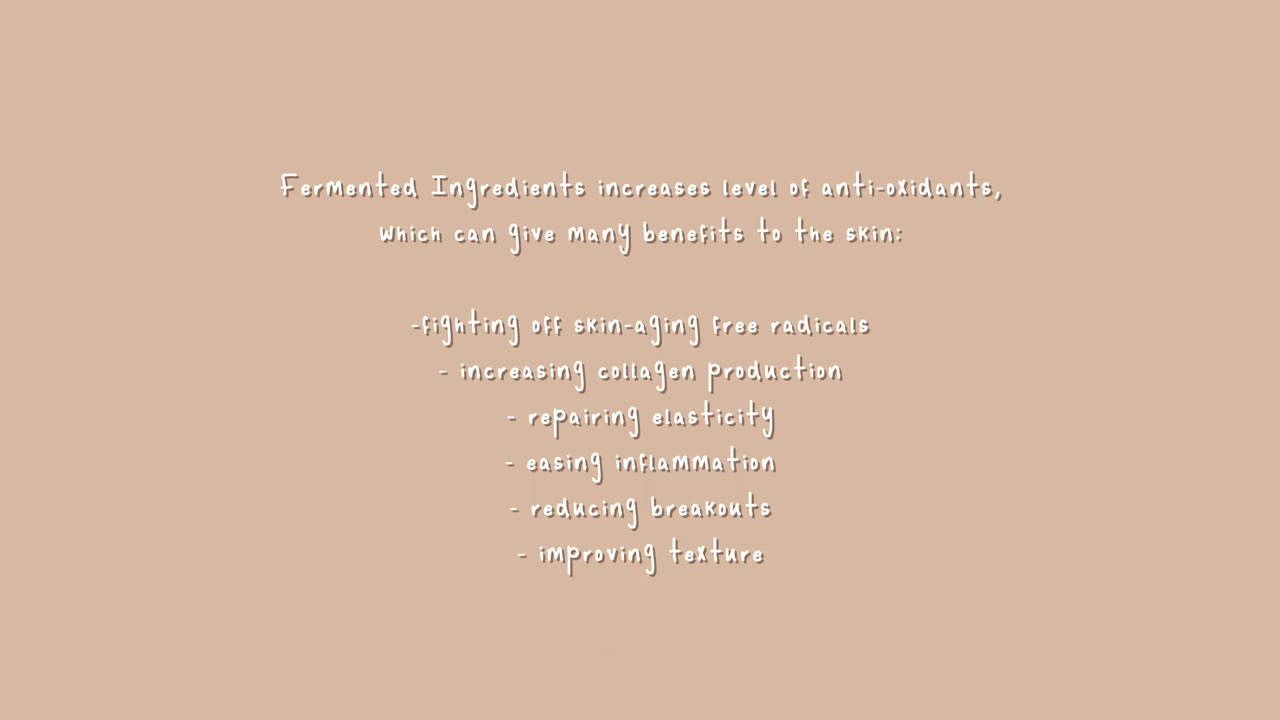 Fermented Ingredients increases level of anti-oxidants,
which can give many benefits to the skin:
-fighting off skin-aging free radicals
- increasing collagen production
- repairing elasticity
- easing inflammation
- reducing breakouts
- improving texture